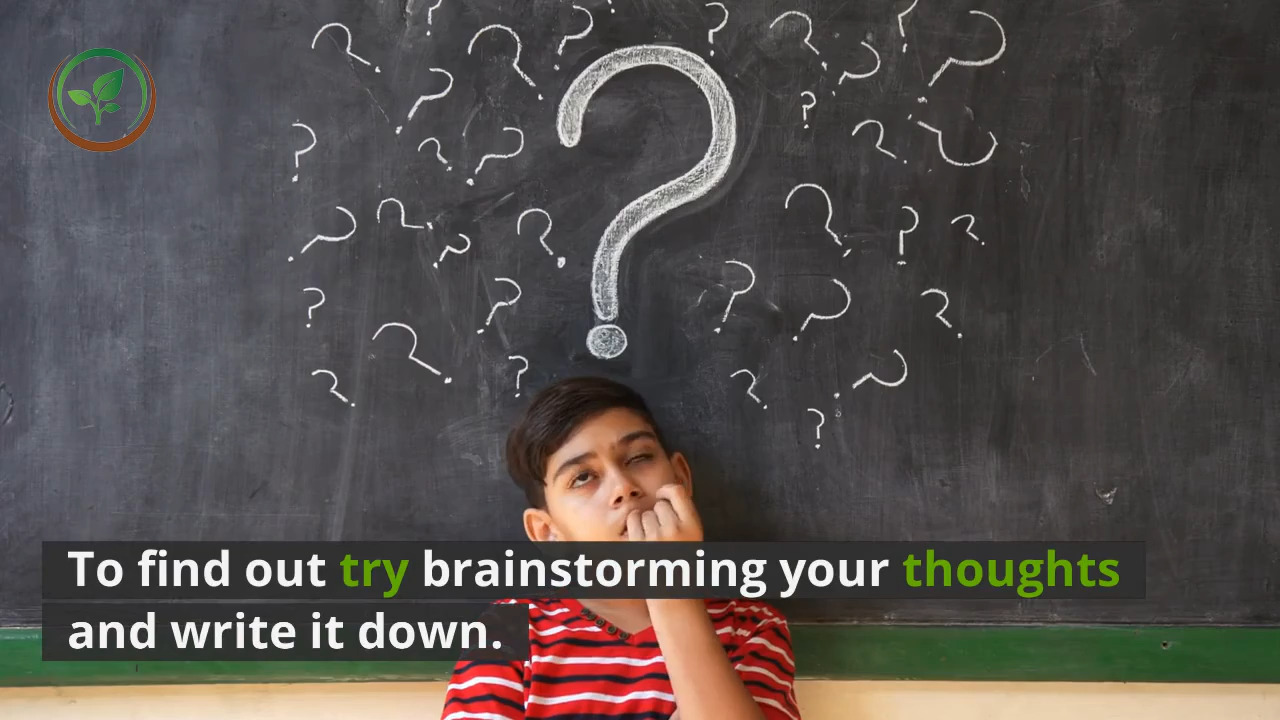 To find out try brainstorming your thoughts
and write it down.